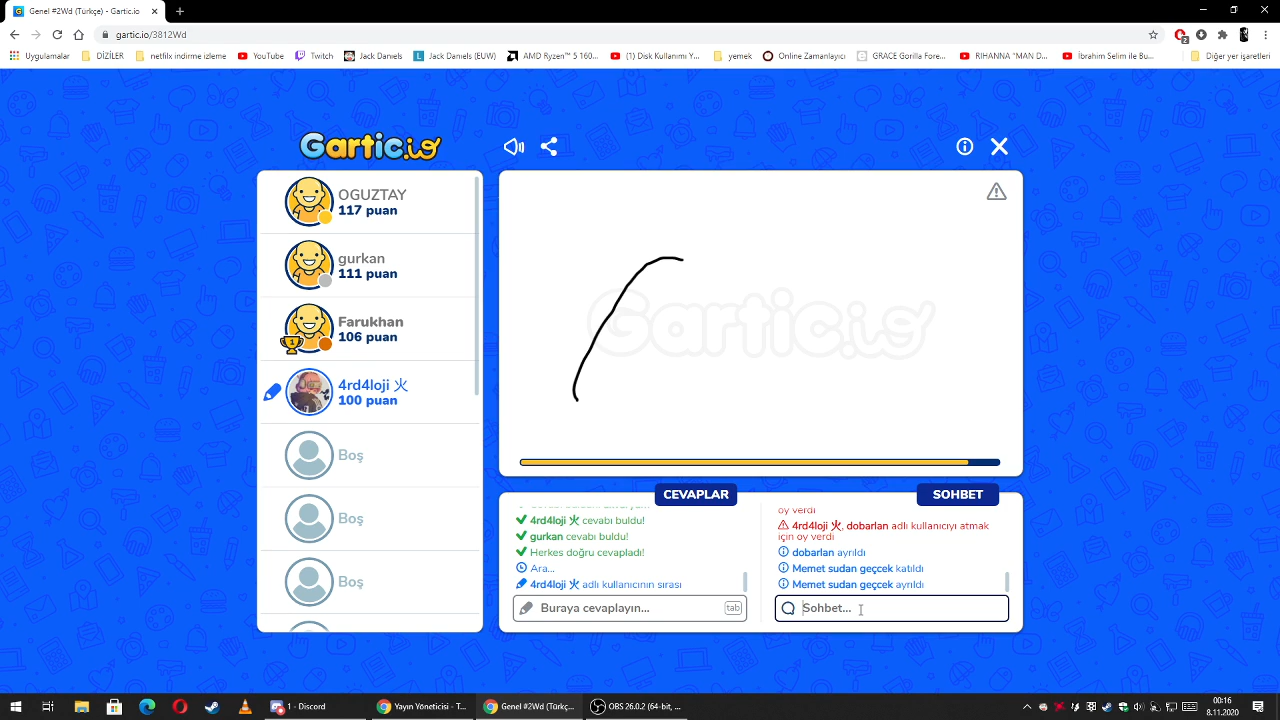 Genel #2Wd (Türkçe) - Gartic.io
gartic.io/3812Wd
Uygulamalar DİZİLER netflix indirme izleme YouTube Twitch Jack Daniels Jack Daniels (EUW) AMD Ryzen™ 5 160... (1) Disk Kullanımı Y... yemek Online Zamanlayıcı GRACE Gorilla Fore... RIHANNA "MAN D... İbrahim Selim ile Bu... Diğer yer işaretleri
Gartic.io
OGUZTAY
117 puan
gurkan
111 puan
Farukhan
106 puan
4rd4loji 火
100 puan
Boş
Boş
Boş
Gartic.io
CEVAPLAR
4rd4loji 火 cevabı buldu!
gurkan cevabı buldu!
Herkes doğru cevapladı!
Ara...
4rd4loji 火 adlı kullanıcının sırası
Buraya cevaplayın... tab
SOHBET
oy verdi
4rd4loji 火, dobarlan adlı kullanıcıyı atmak
için oy verdi
dobarlan ayrıldı
Memet sudan geçcek katıldı
Memet sudan geçcek ayrıldı
Sohbet...
1 - Discord Yayın Yöneticisi - T... Genel #2Wd (Türkç... OBS 26.0.2 (64-bit, ...
00:16
8.11.2020